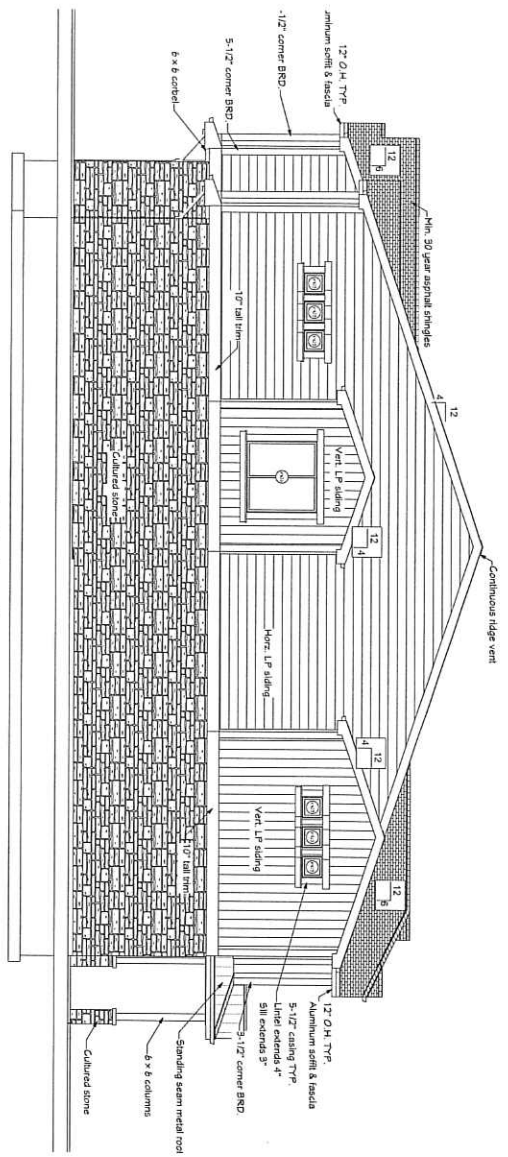 Continuous ridge vent
12
4
Min. 30 year asphalt shingles
12
6
12" O.H. TYP.
uminum soffit & fascia
-1/2" corner BRD.
5-1/2" corner BRD.
6 x 6 corbel
10" tall trim
Vert. LP siding
12
4
Horz. LP siding
12
4
Vert. LP siding
10" tall trim
Cultured stone
12
6
12" O.H. TYP.
Aluminum soffit & fascia
5-1/2" casing TYP.
Lintel extends 4"
Sill extends 3"
3-1/2" corner BRD.
Standing seam metal roof
6 x 6 columns
Cultured stone